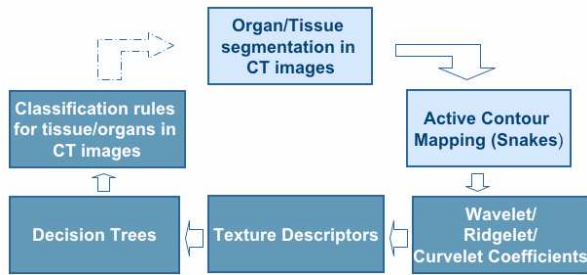 Organ/Tissue
segmentation in
CT images
Classification rules
for tissue/organs in
CT images
Active Contour
Mapping (Snakes)
Decision Trees
Texture Descriptors
Wavelet/
Ridgelet/
Curvelet Coefficients